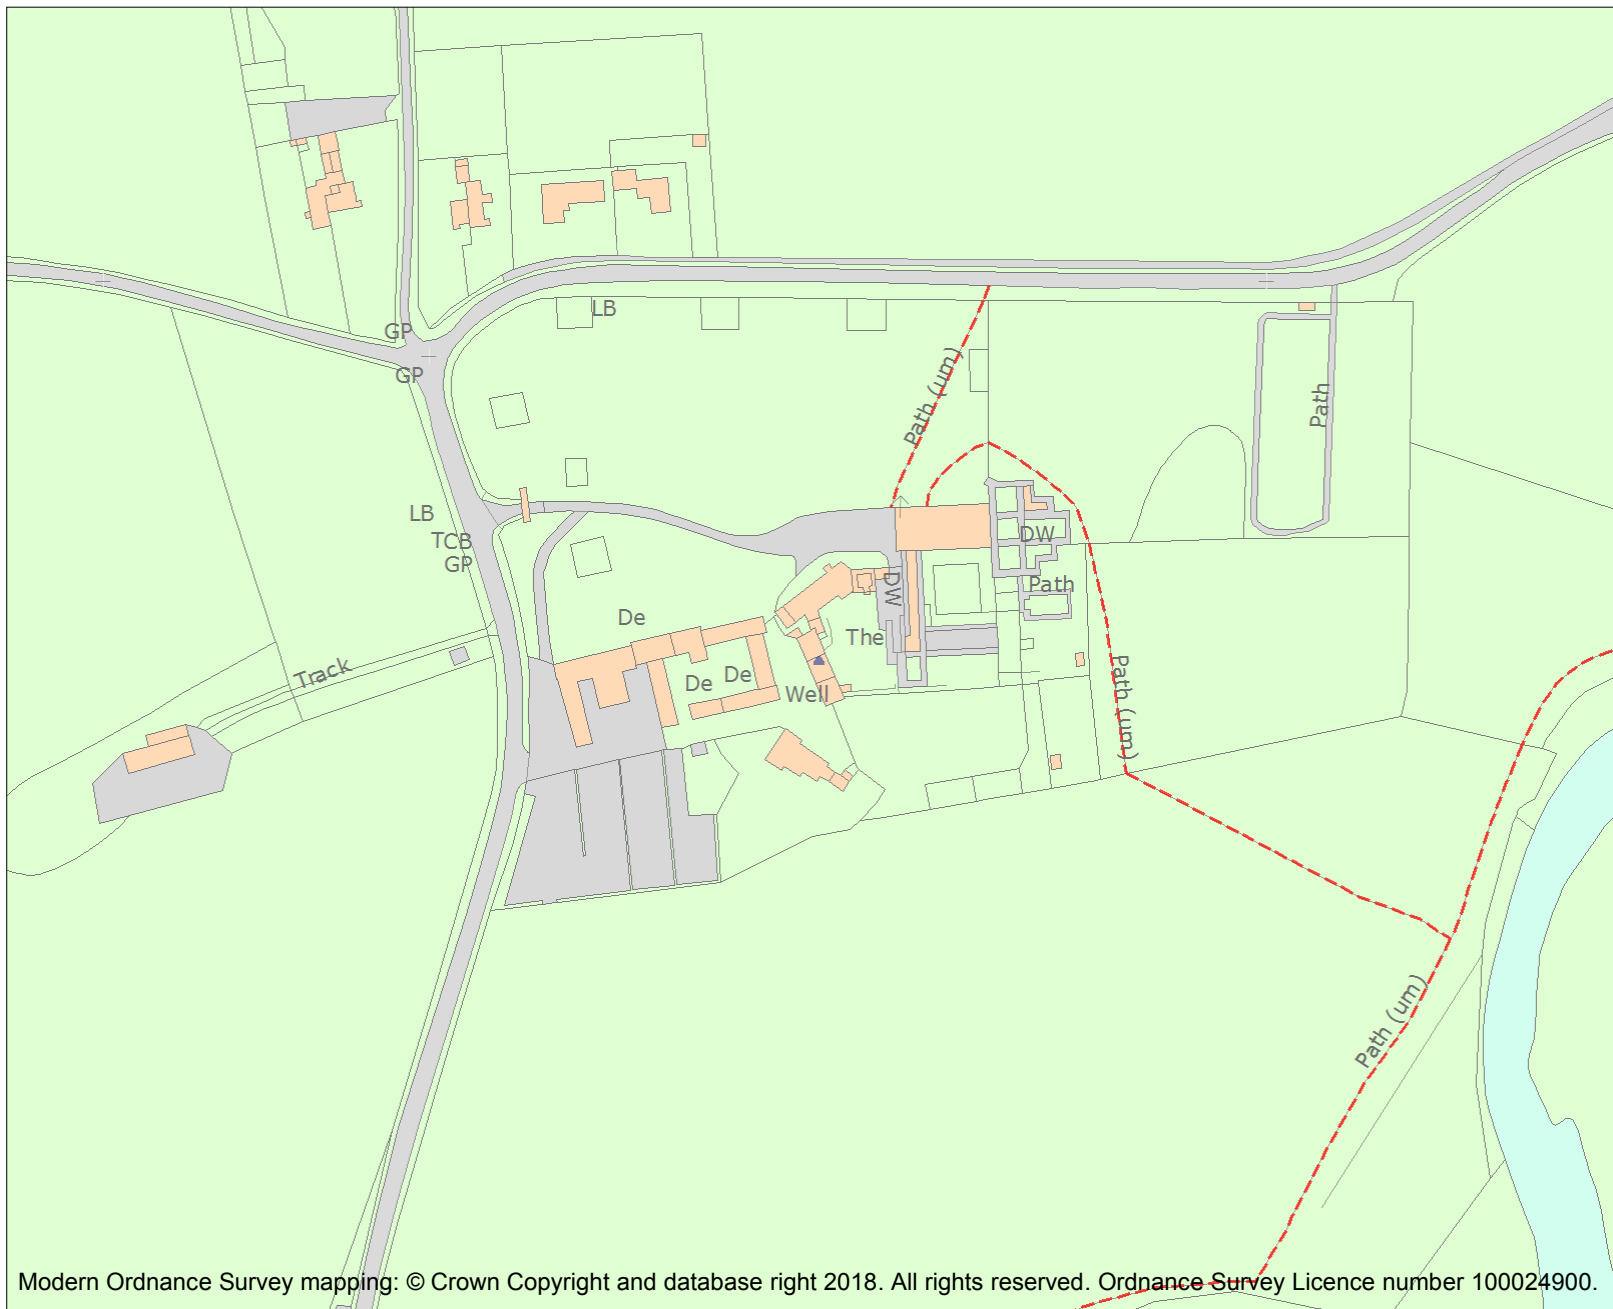 LB
GP
Path (um)
GP
Path
LB
DW
TCB
GP
Path
DW
De
The
Track
De
De
Well
Path (um)
Path (um)
Modern Ordnance Survey mapping: © Crown Copyright and database right 2018. All rights reserved. Ordnance Survey Licence number 100024900.